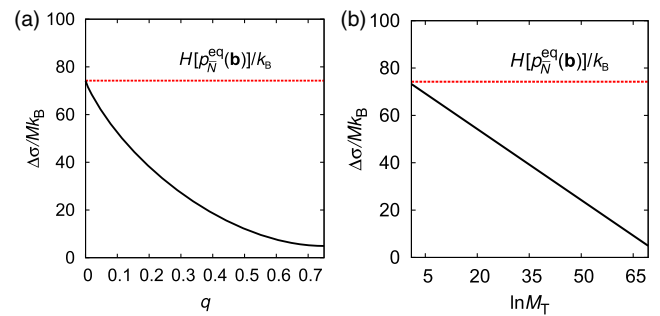 (a)
H[p_N̄^eq(b)]/k_B
Δσ/Mk_B
100
80
60
40
20
0
0 0.1 0.2 0.3 0.4 0.5 0.6 0.7
q
(b)
H[p_N̄^eq(b)]/k_B
Δσ/Mk_B
100
80
60
40
20
0
5 20 35 50 65
lnM_T